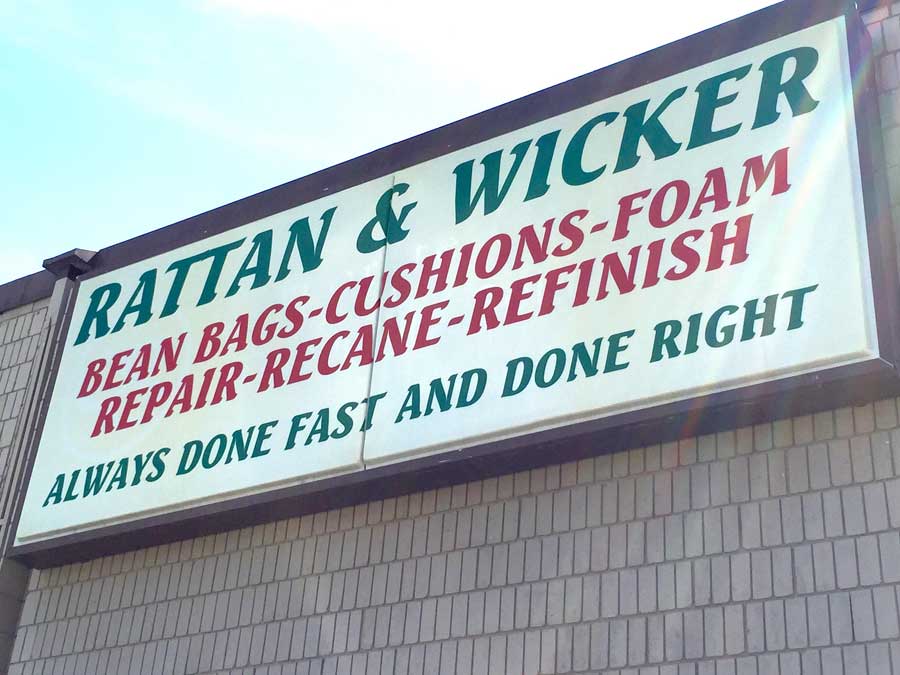 RATTAN & WICKER
BEAN BAGS-CUSHIONS-FOAM
REPAIR-RECANE-REFINISH
ALWAYS DONE FAST AND DONE RIGHT